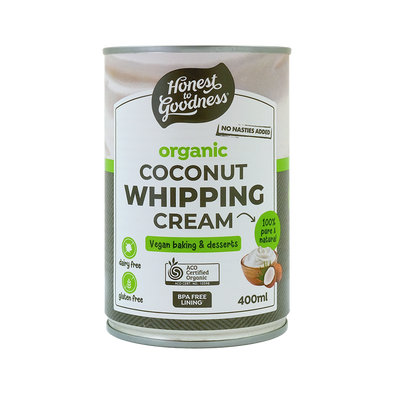 Honest
to
Goodness®
NO NASTIES ADDED
organic
COCONUT
WHIPPING
CREAM
100%
pure &
natural
Vegan baking & desserts
dairy free
ACO
Certified
Organic
gluten free
BPA FREE
LINING
400ml